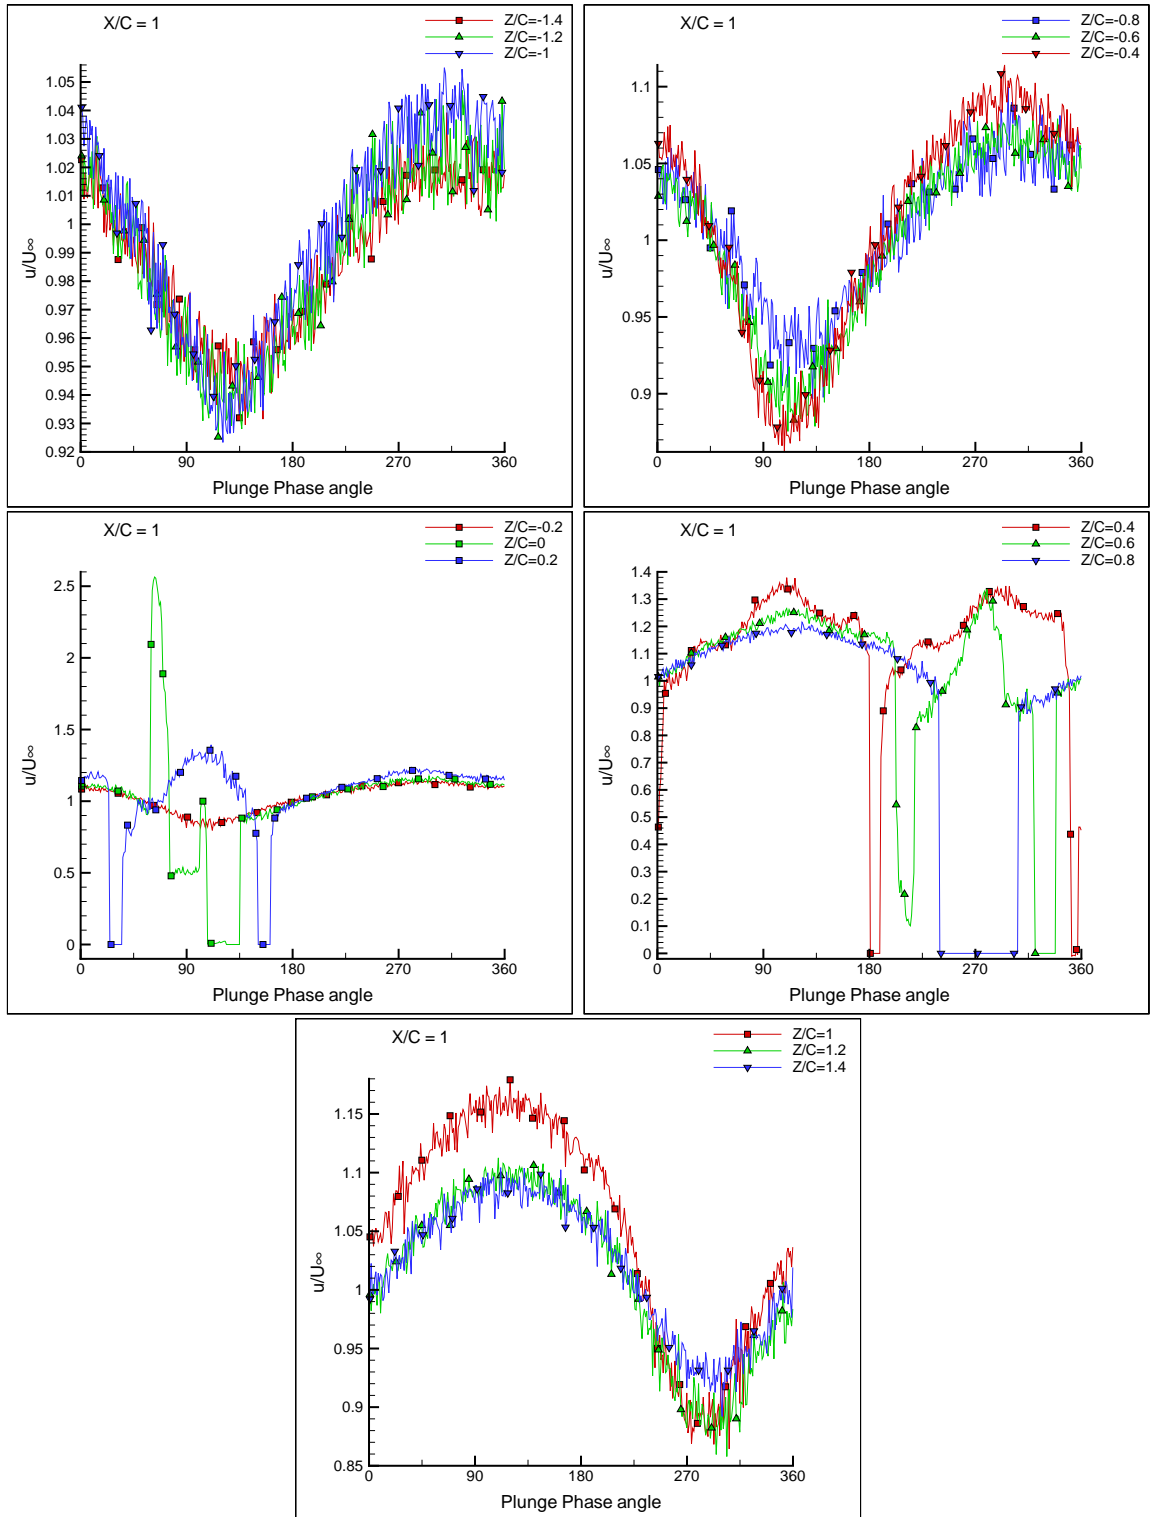 X/C = 1
Z/C=-1.4
Z/C=-1.2
Z/C=-1
1.05
1.04
1.03
1.02
1.01
1
0.99
0.98
0.97
0.96
0.95
0.94
0.93
0.92
u/U∞
0 90 180 270 360
Plunge Phase angle
X/C = 1
Z/C=-0.8
Z/C=-0.6
Z/C=-0.4
1.1
1.05
1
0.95
0.9
u/U∞
0 90 180 270 360
Plunge Phase angle
X/C = 1
Z/C=-0.2
Z/C=0
Z/C=0.2
2.5
2
1.5
1
0.5
0
u/U∞
0 90 180 270 360
Plunge Phase angle
X/C = 1
Z/C=0.4
Z/C=0.6
Z/C=0.8
1.4
1.3
1.2
1.1
1
0.9
0.8
0.7
0.6
0.5
0.4
0.3
0.2
0.1
0
u/U∞
0 90 180 270 360
Plunge Phase angle
X/C = 1
Z/C=1
Z/C=1.2
Z/C=1.4
1.15
1.1
1.05
1
0.95
0.9
0.85
u/U∞
0 90 180 270 360
Plunge Phase angle